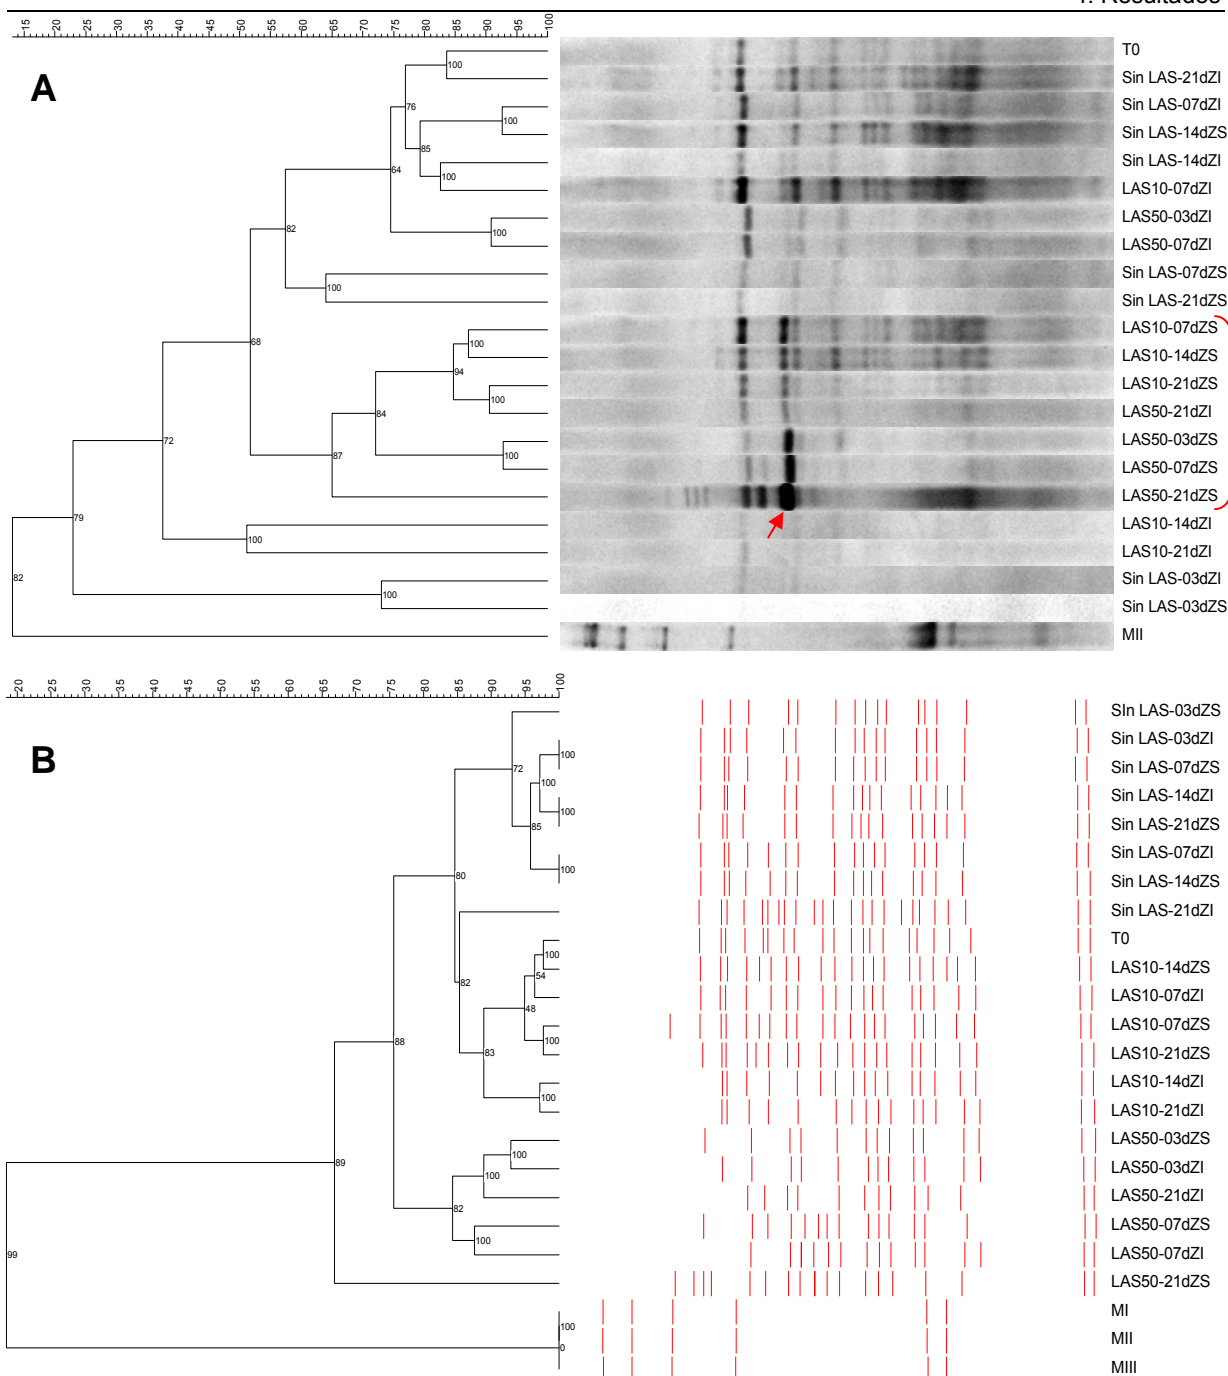 15 20 25 30 35 40 45 50 55 60 65 70 75 80 85 90 95 100
A
T0
100
Sin LAS-21dZI
76
Sin LAS-07dZI
100
Sin LAS-14dZS
85
Sin LAS-14dZI
64
100
LAS10-07dZI
LAS50-03dZI
82
100
LAS50-07dZI
Sin LAS-07dZS
100
Sin LAS-21dZS
LAS10-07dZS
68
100
LAS10-14dZS
94
LAS10-21dZS
100
84
LAS50-21dZI
72
LAS50-03dZS
87
100
LAS50-07dZS
LAS50-21dZS
79
LAS10-14dZI
100
LAS10-21dZI
82
Sin LAS-03dZI
100
Sin LAS-03dZS
MII
20 25 30 35 40 45 50 55 60 65 70 75 80 85 90 95 100
B
SIn LAS-03dZS
Sin LAS-03dZI
100
72
Sin LAS-07dZS
100
Sin LAS-14dZI
100
85
Sin LAS-21dZS
Sin LAS-07dZI
100
80
Sin LAS-14dZS
Sin LAS-21dZI
T0
100
LAS10-14dZS
54
82
LAS10-07dZI
48
LAS10-07dZS
100
88
83
LAS10-21dZS
LAS10-14dZI
100
LAS10-21dZI
LAS50-03dZS
100
89
LAS50-03dZI
100
LAS50-21dZI
82
LAS50-07dZS
100
LAS50-07dZI
99
LAS50-21dZS
MI
100
MII
0
MIII